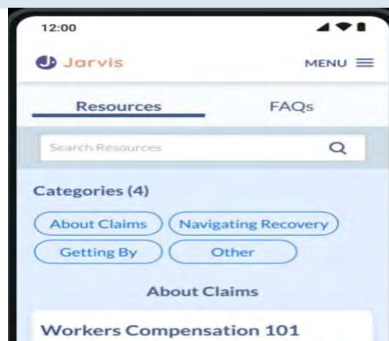 12:00
Jarvis MENU
Resources FAQs
Search Resources
Categories (4)
About Claims Navigating Recovery
Getting By Other
About Claims
Workers Compensation 101